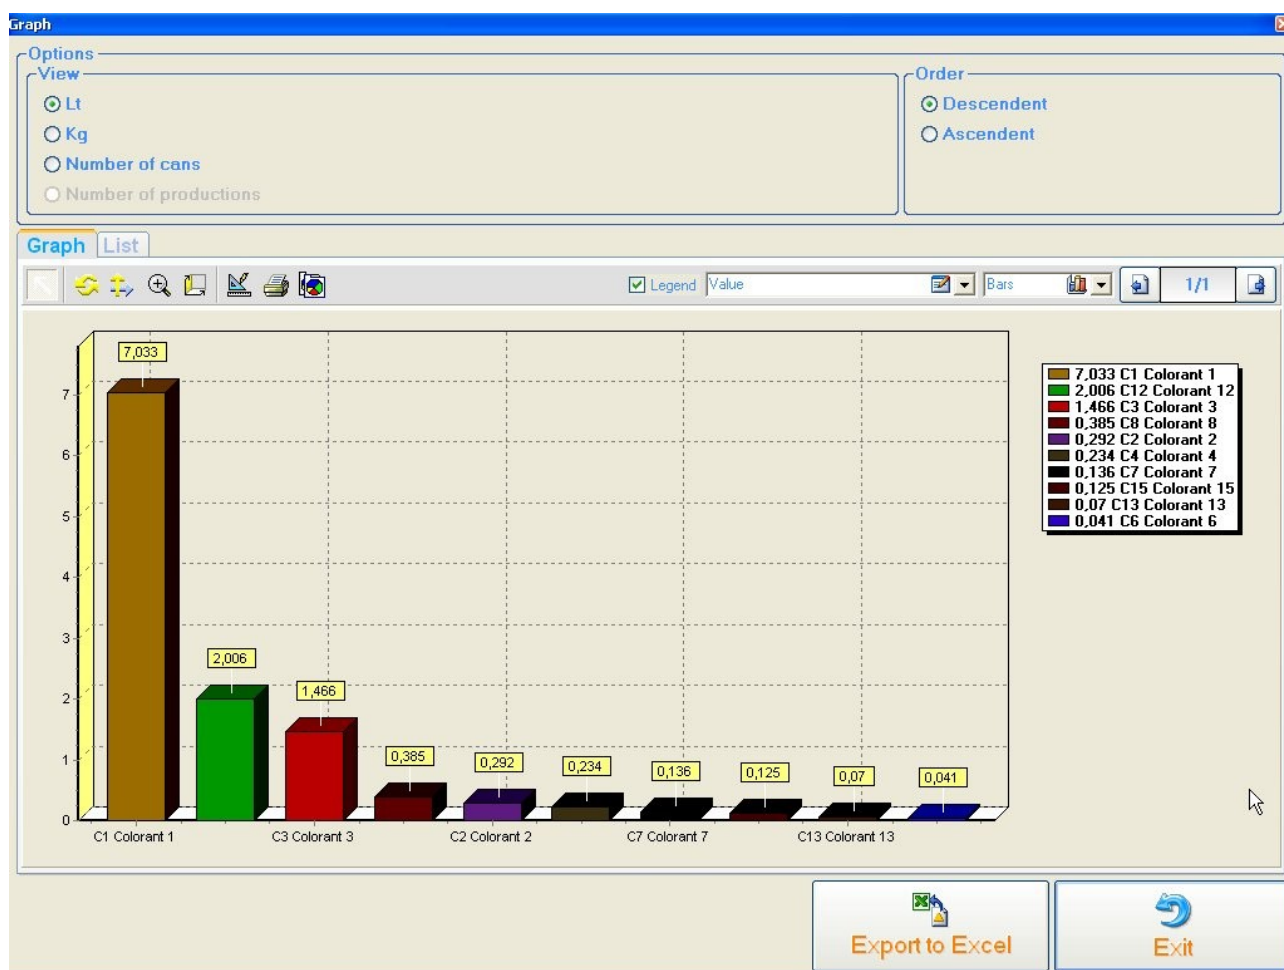 Graph
Options
View
Lt
Kg
Number of cans
Number of productions
Order
Descendent
Ascendent
Graph List
Legend Value Bars 1/1
7,033
2,006
1,466
0,385
0,292
0,234
0,136
0,125
0,07
0,041
7
6
5
4
3
2
1
0
C1 Colorant 1 C3 Colorant 3 C2 Colorant 2 C7 Colorant 7 C13 Colorant 13
7,033 C1 Colorant 1
2,006 C12 Colorant 12
1,466 C3 Colorant 3
0,385 C8 Colorant 8
0,292 C2 Colorant 2
0,234 C4 Colorant 4
0,136 C7 Colorant 7
0,125 C15 Colorant 15
0,07 C13 Colorant 13
0,041 C6 Colorant 6
Export to Excel
Exit